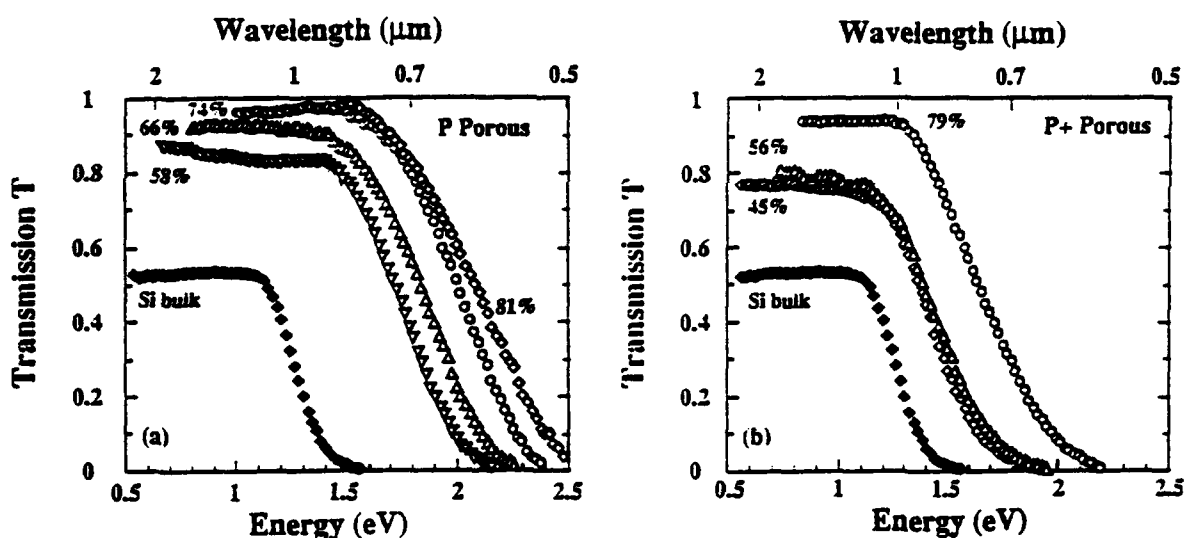 Wavelength (μm)
2 1 0.7 0.5
1
0.8
0.6
0.4
0.2
0
Transmission T
74%
66%
58%
P Porous
Si bulk
81%
(a)
0.5 1 1.5 2 2.5
Energy (eV)
Wavelength (μm)
2 1 0.7 0.5
1
0.8
0.6
0.4
0.2
0
Transmission T
79%
P+ Porous
56%
45%
Si bulk
(b)
0.5 1 1.5 2 2.5
Energy (eV)